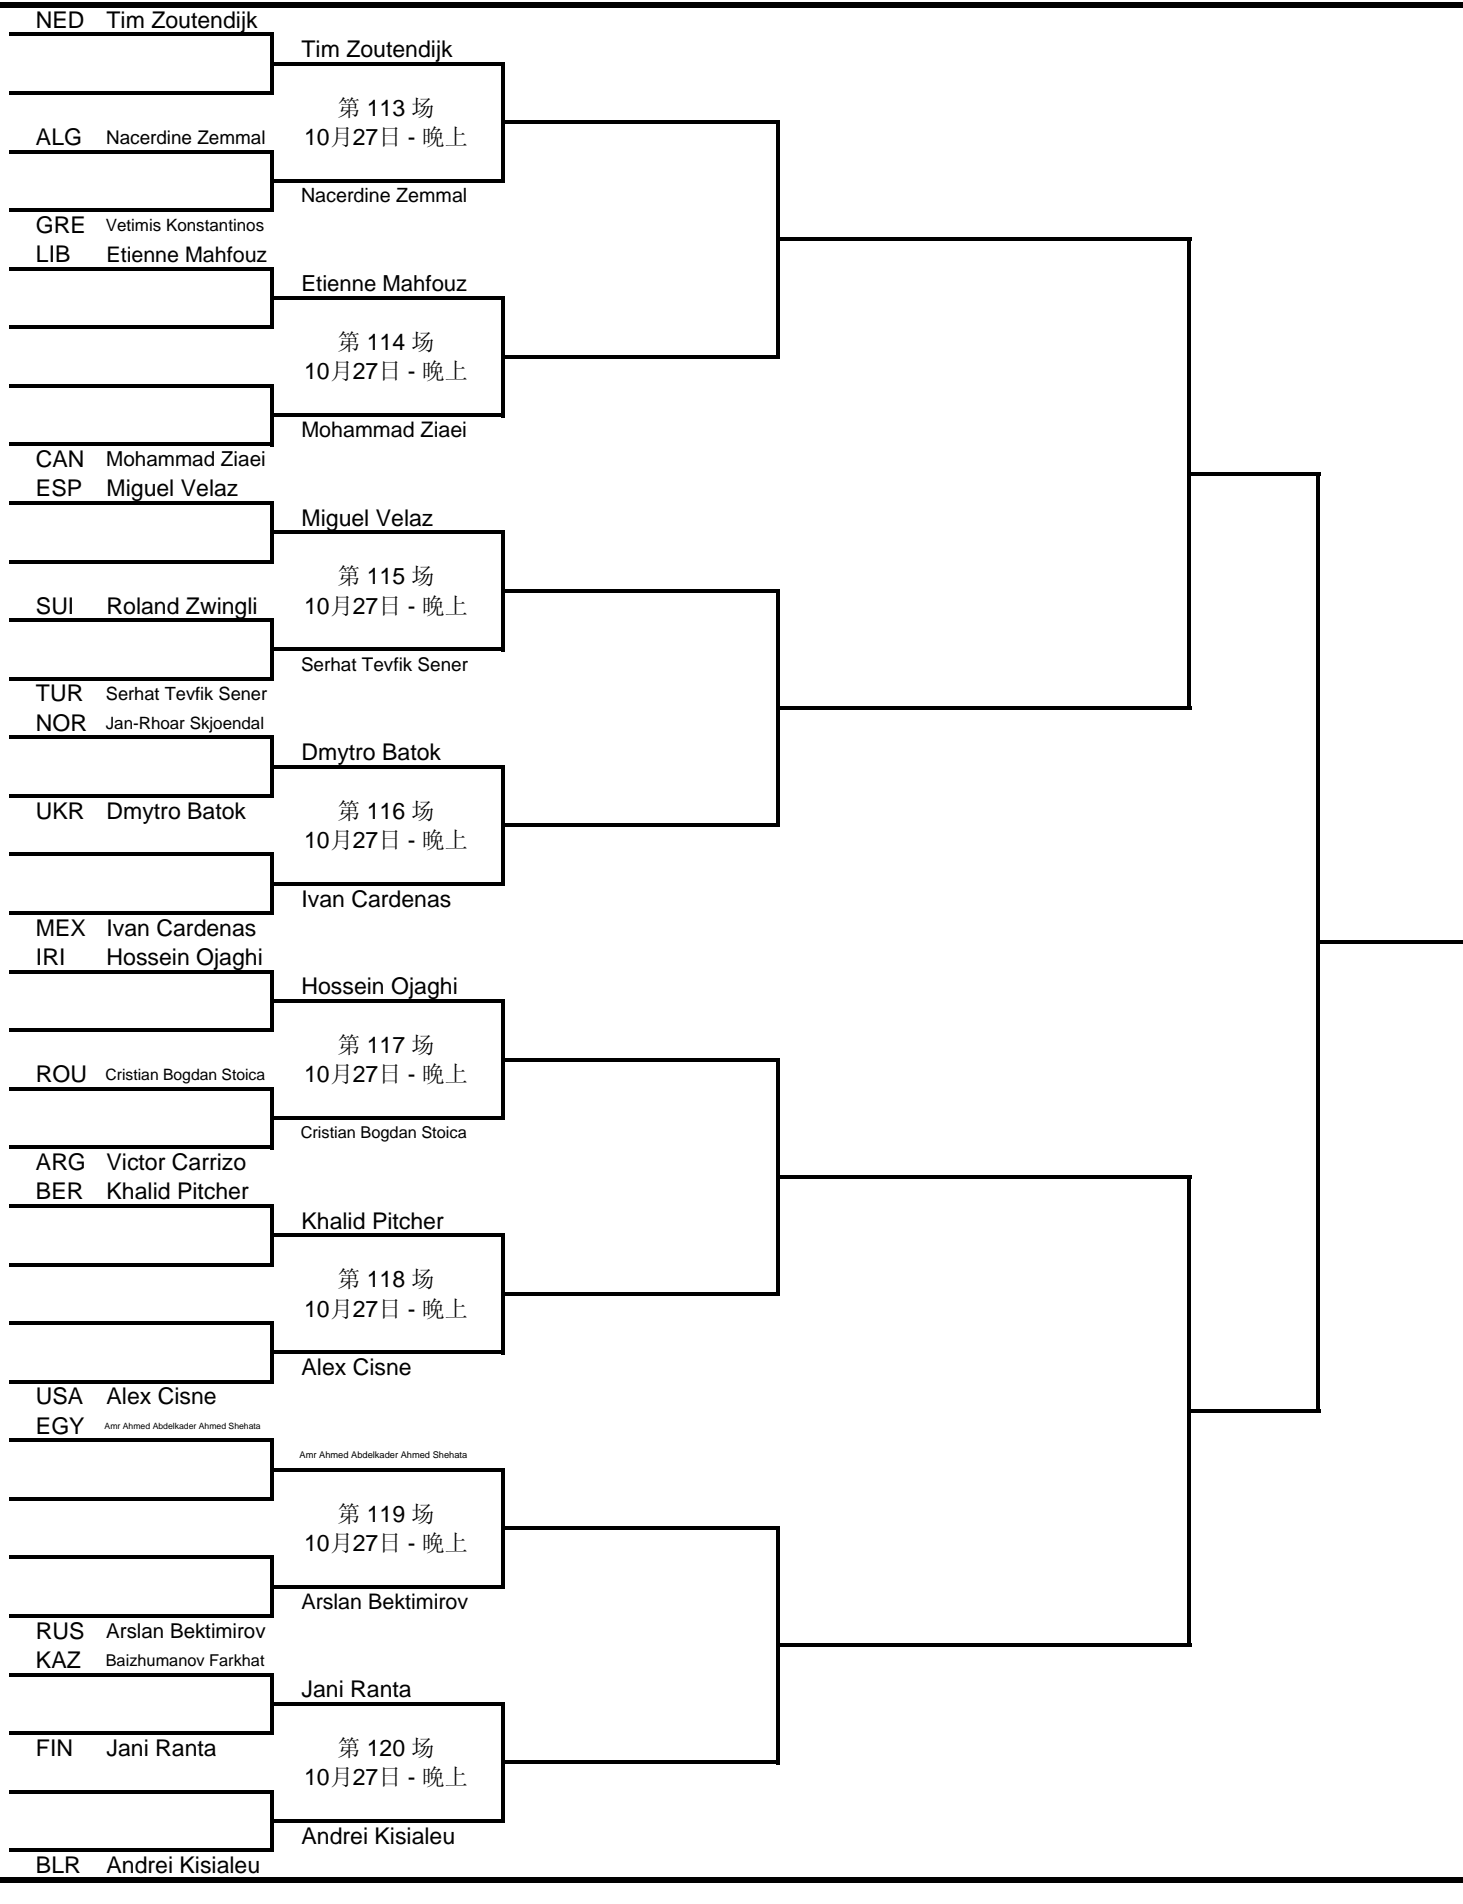 NED Tim Zoutendijk
Tim Zoutendijk
第 113 场
ALG Nacerdine Zemmal 10月27日 - 晚上
Nacerdine Zemmal
GRE Vetimis Konstantinos
LIB Etienne Mahfouz
Etienne Mahfouz
第 114 场
10月27日 - 晚上
Mohammad Ziaei
CAN Mohammad Ziaei
ESP Miguel Velaz
Miguel Velaz
第 115 场
SUI Roland Zwingli 10月27日 - 晚上
Serhat Tevfik Sener
TUR Serhat Tevfik Sener
NOR Jan-Rhoar Skjoendal
Dmytro Batok
UKR Dmytro Batok 第 116 场
10月27日 - 晚上
Ivan Cardenas
MEX Ivan Cardenas
IRI Hossein Ojaghi
Hossein Ojaghi
第 117 场
ROU Cristian Bogdan Stoica 10月27日 - 晚上
Cristian Bogdan Stoica
ARG Victor Carrizo
BER Khalid Pitcher
Khalid Pitcher
第 118 场
10月27日 - 晚上
Alex Cisne
USA Alex Cisne
EGY Amr Ahmed Abdelkader Ahmed Shehata
Amr Ahmed Abdelkader Ahmed Shehata
第 119 场
10月27日 - 晚上
Arslan Bektimirov
RUS Arslan Bektimirov
KAZ Baizhumanov Farkhat
Jani Ranta
FIN Jani Ranta 第 120 场
10月27日 - 晚上
Andrei Kisialeu
BLR Andrei Kisialeu